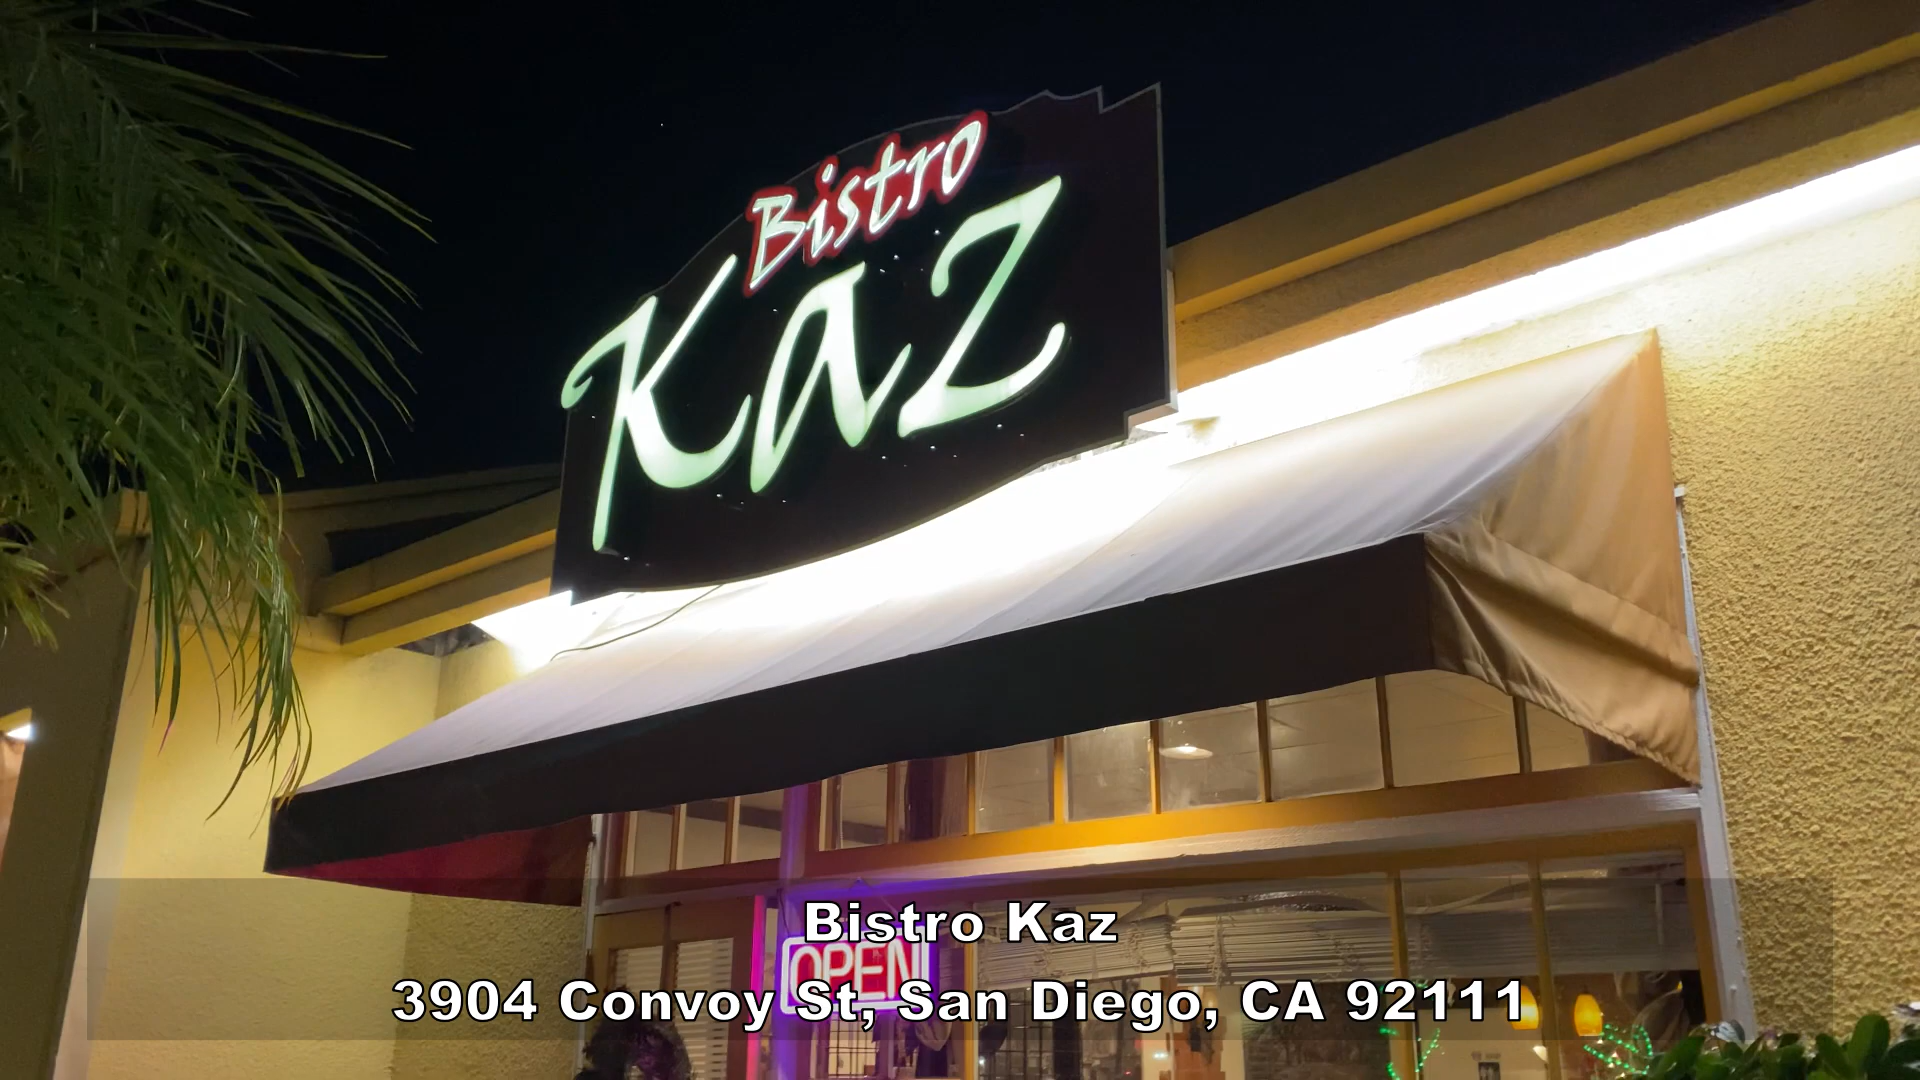 Bistro
Kaz
Bistro Kaz
OPEN
3904 Convoy St, San Diego, CA 92111